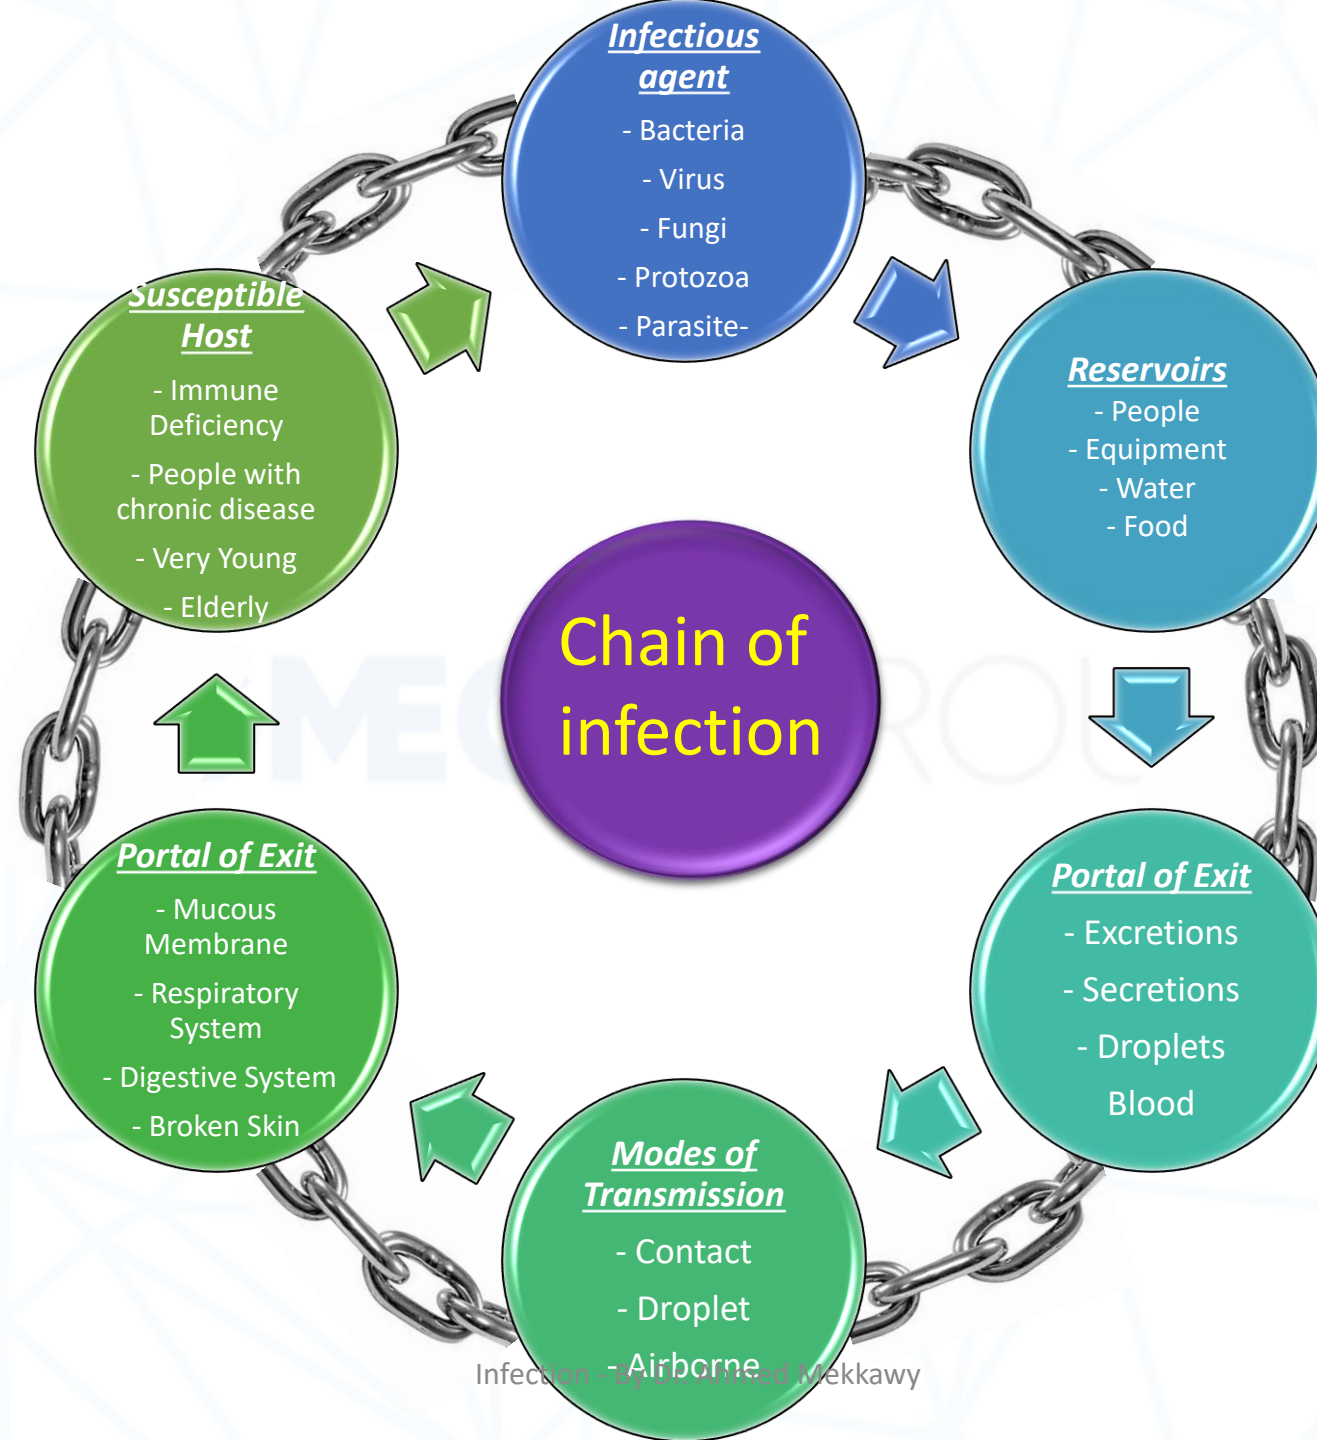 Infectious
agent
- Bacteria
- Virus
- Fungi
- Protozoa
- Parasite-
Reservoirs
- People
- Equipment
- Water
- Food
Portal of Exit
- Excretions
- Secretions
- Droplets
Blood
Modes of
Transmission
- Contact
- Droplet
- Airborne
Portal of Exit
- Mucous
Membrane
- Respiratory
System
- Digestive System
- Broken Skin
Susceptible
Host
- Immune
Deficiency
- People with
chronic disease
- Very Young
- Elderly
Chain of
infection
Infection - By Dr. Ahmed Mekkawy